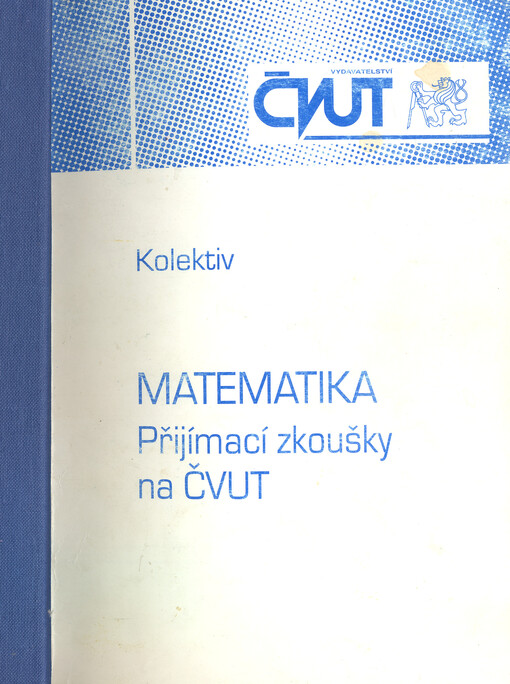 VYDAVATELSTVÍ
ČVUT
Kolektiv
MATEMATIKA
Přijímací zkoušky
na ČVUT